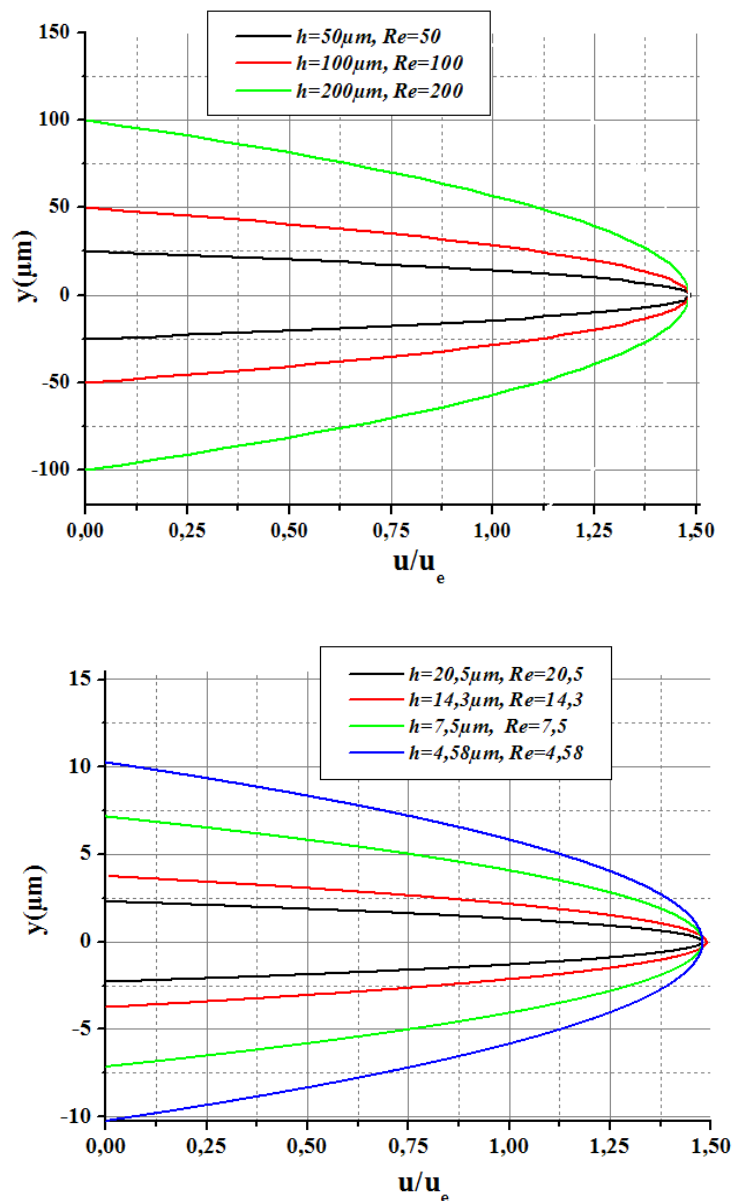 150
h=50µm, Re=50
h=100µm, Re=100
h=200µm, Re=200
100
50
0
-50
-100
y(µm)
0,00 0,25 0,50 0,75 1,00 1,25 1,50
u/ue
15
h=20,5µm, Re=20,5
h=14,3µm, Re=14,3
h=7,5µm, Re=7,5
h=4,58µm, Re=4,58
10
5
0
-5
-10
y(µm)
0,00 0,25 0,50 0,75 1,00 1,25 1,50
u/ue